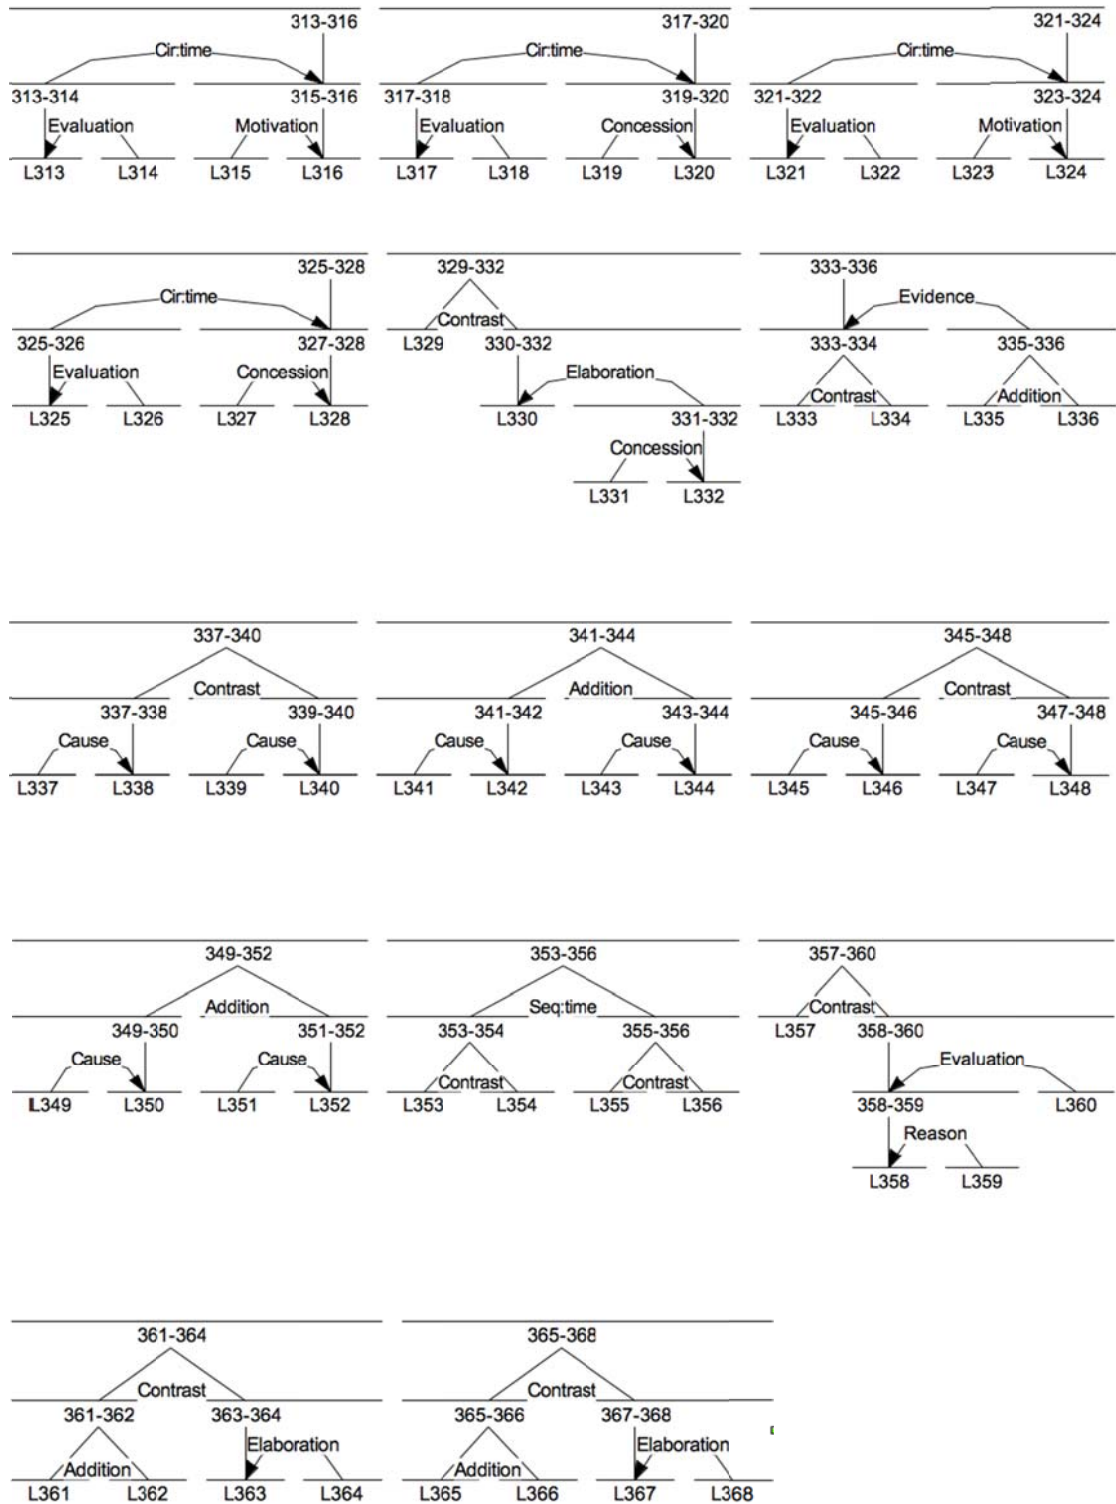 313-316 317-320 321-324
Cir:time Cir:time Cir:time
313-314 315-316 317-318 319-320 321-322 323-324
Evaluation Motivation Evaluation Concession Evaluation Motivation
L313 L314 L315 L316 L317 L318 L319 L320 L321 L322 L323 L324
325-328 329-332 333-336
Cir:time Contrast Evidence
325-326 327-328 L329 330-332 333-334 335-336
Evaluation Concession Elaboration Contrast Addition
L325 L326 L327 L328 L330 331-332 L333 L334 L335 L336
Concession
L331 L332
337-340 341-344 345-348
Contrast Addition Contrast
337-338 339-340 341-342 343-344 345-346 347-348
Cause Cause Cause Cause Cause Cause
L337 L338 L339 L340 L341 L342 L343 L344 L345 L346 L347 L348
349-352 353-356 357-360
Addition Seq:time Contrast
349-350 351-352 353-354 355-356 L357 358-360
Cause Cause Contrast Contrast Evaluation
L349 L350 L351 L352 L353 L354 L355 L356 358-359 L360
Reason
L358 L359
361-364 365-368
Contrast Contrast
361-362 363-364 365-366 367-368
Addition Elaboration Addition Elaboration
L361 L362 L363 L364 L365 L366 L367 L368